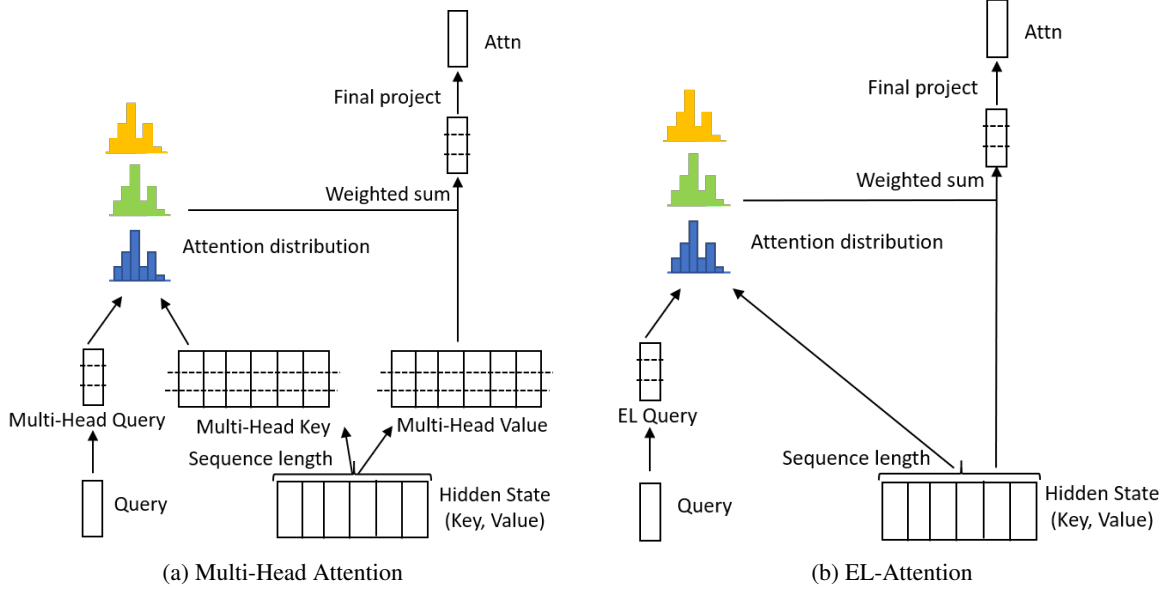 Attn
Final project
Weighted sum
Attention distribution
Multi-Head Query
Multi-Head Key
Multi-Head Value
Sequence length
Query
Hidden State
(Key, Value)
(a) Multi-Head Attention
Attn
Final project
Weighted sum
Attention distribution
EL Query
Sequence length
Query
Hidden State
(Key, Value)
(b) EL-Attention